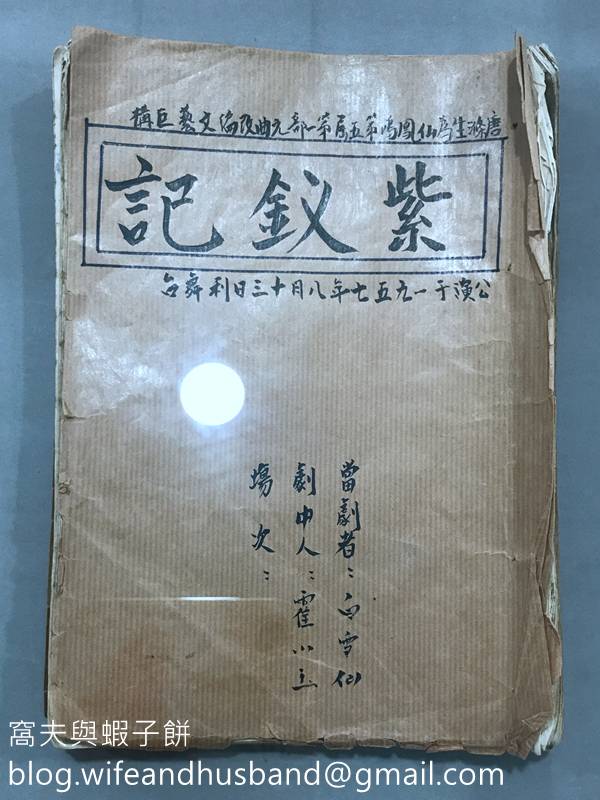 唐滌生仙鳳鳴第五屆第一部元曲改編文藝巨構
紫釵記
公演于一九五七年八月十三日利舞台
當劇者：白雪仙
劇中人：霍小玉
塲次：
窩夫與蝦子餅
blog.wifeandhusband@gmail.com